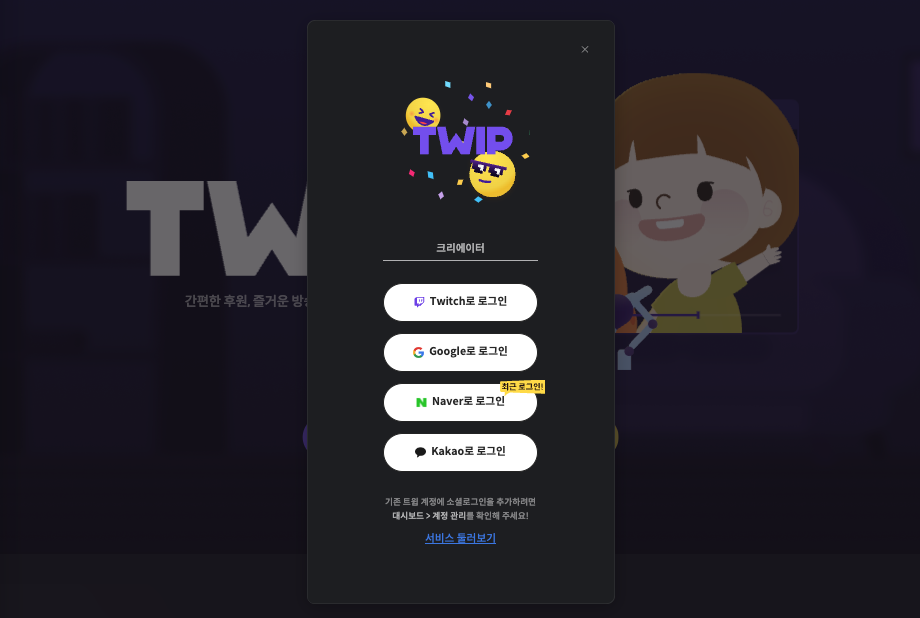 TWIP
크리에이터
Twitch로 로그인
Google로 로그인
최근 로그인!
Naver로 로그인
Kakao로 로그인
기존 트윕 계정에 소셜로그인을 추가하려면
대시보드 > 계정 관리를 확인해 주세요!
서비스 둘러보기
TW
간편한 후원, 즐거운